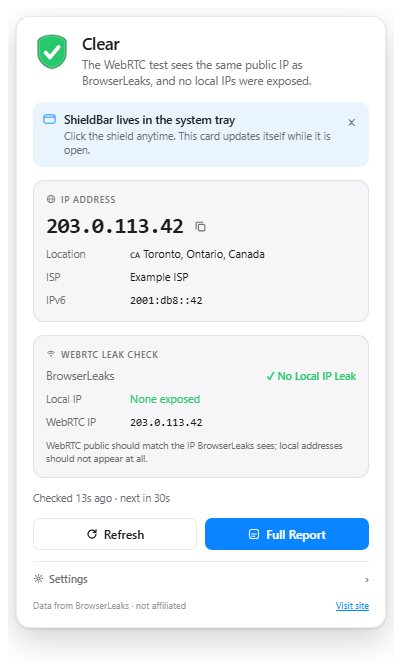 Clear
The WebRTC test sees the same public IP as
BrowserLeaks, and no local IPs were exposed.
ShieldBar lives in the system tray
Click the shield anytime. This card updates itself while it is
open.
IP ADDRESS
203.0.113.42
Location CA Toronto, Ontario, Canada
ISP Example ISP
IPv6 2001:db8::42
WEBRTC LEAK CHECK
BrowserLeaks ✓ No Local IP Leak
Local IP None exposed
WebRTC IP 203.0.113.42
WebRTC public should match the IP BrowserLeaks sees; local addresses
should not appear at all.
Checked 13s ago · next in 30s
Refresh Full Report
Settings ›
Data from BrowserLeaks · not affiliated Visit site